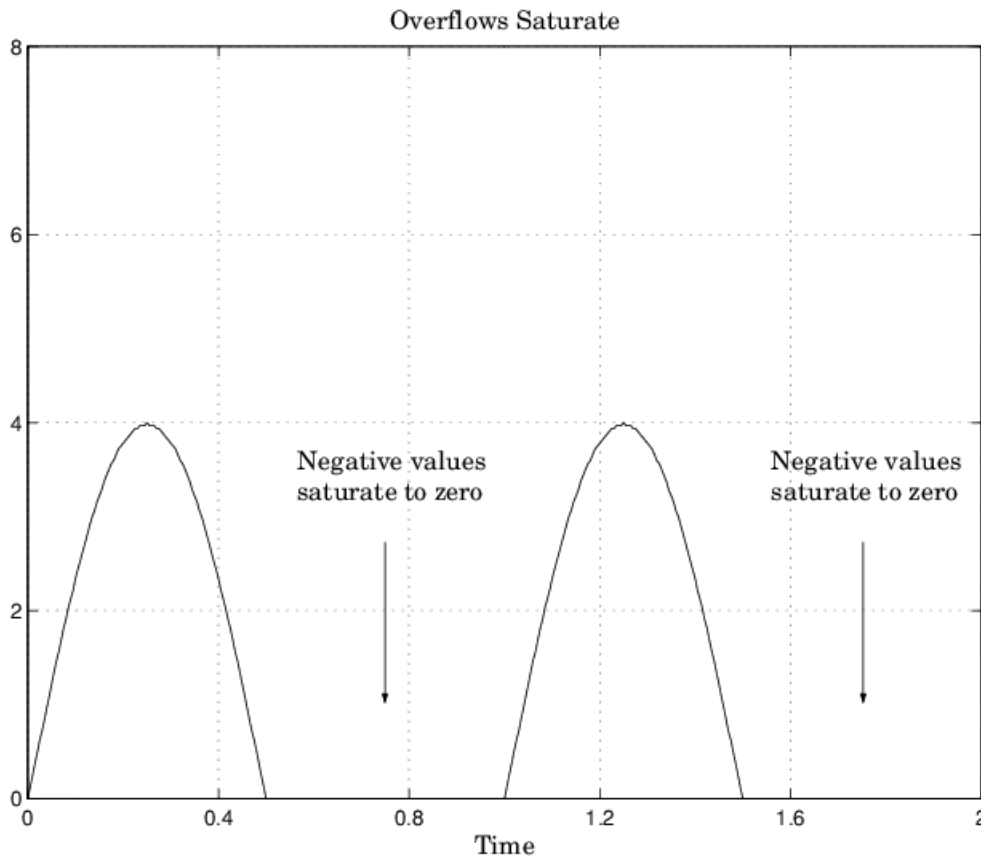 Overflows Saturate
8
6
4
Negative values
saturate to zero
Negative values
saturate to zero
2
0
0
0.4
0.8
1.2
1.6
2
Time